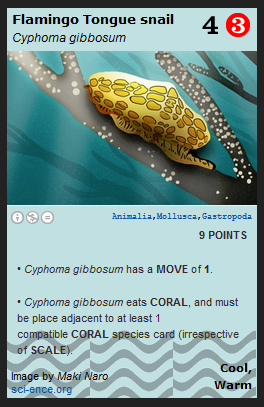 Flamingo Tongue snail
Cyphoma gibbosum
4 3
Animalia,Mollusca,Gastropoda
9 POINTS
• Cyphoma gibbosum has a MOVE of 1.
• Cyphoma gibbosum eats CORAL, and must
be place adjacent to at least 1
compatible CORAL species card (irrespective
of SCALE).
Cool,
Warm
Image by Maki Naro
sci-ence.org